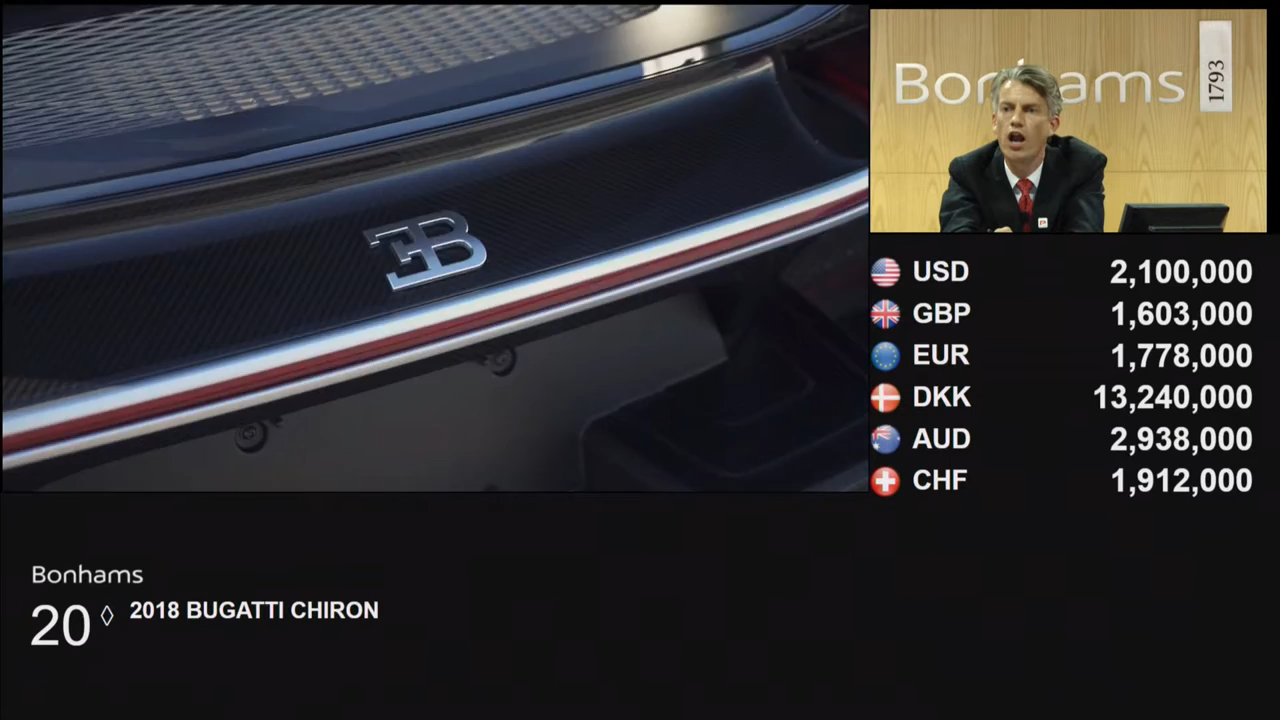 Bonhams
1793
EB
USD 2,100,000
GBP 1,603,000
EUR 1,778,000
DKK 13,240,000
AUD 2,938,000
CHF 1,912,000
Bonhams
20 ◊ 2018 BUGATTI CHIRON